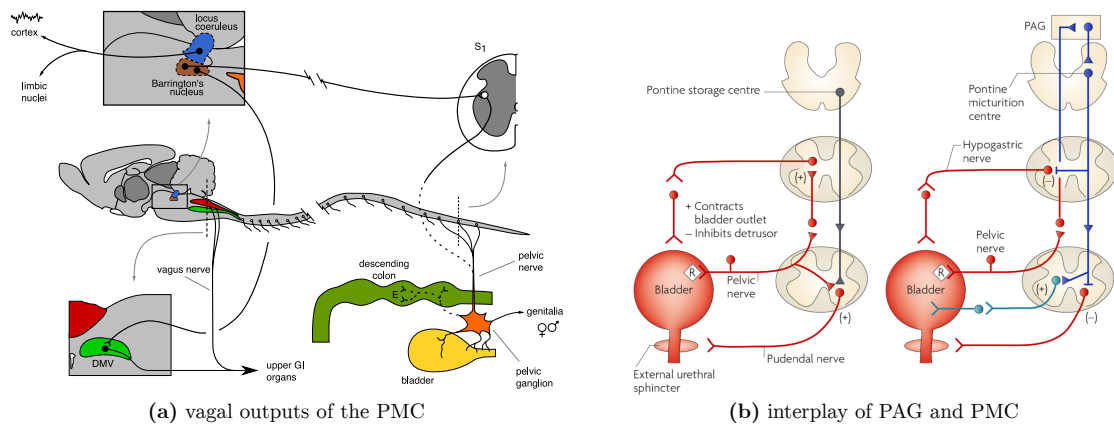 locus
coeruleus
cortex
limbic
nuclei
Barrington's
nucleus
S1
vagus nerve
DMV
upper GI
organs
descending
colon
E
pelvic
nerve
genitalia
♀♂
bladder
pelvic
ganglion
(a) vagal outputs of the PMC
PAG
Pontine storage centre
Pontine
micturition
centre
Hypogastric
nerve
(+)
+ Contracts
bladder outlet
– Inhibits detrusor
R
Bladder
Pelvic
nerve
(+)
Pudendal nerve
External urethral
sphincter
(–)
Pelvic
nerve
R
Bladder
(+)
(–)
(b) interplay of PAG and PMC